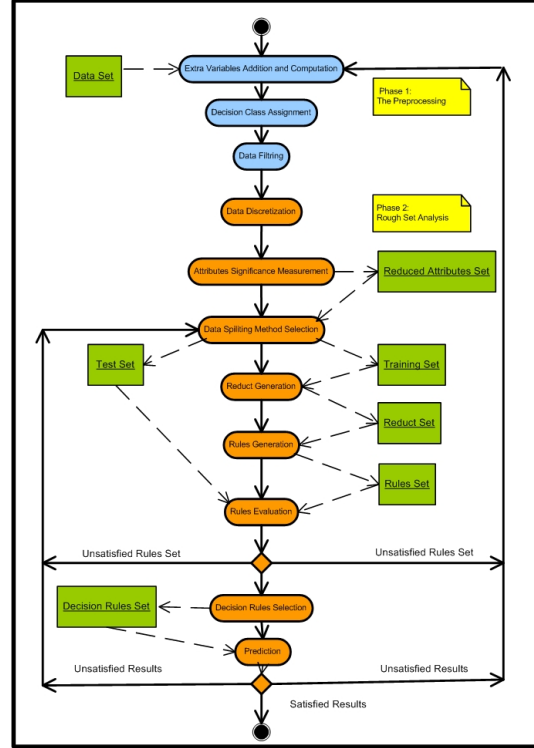 Extra Variables Addition and Computation
Data Set
Phase 1:
The Preprocessing
Decision Class Assignment
Data Filtring
Data Discretization
Phase 2:
Rough Set Analysis
Attributes Significance Measurement
Reduced Attributes Set
Data Spiliting Method Selection
Test Set
Training Set
Reduct Generation
Reduct Set
Rules Generation
Rules Set
Rules Evaluation
Unsatisfied Rules Set
Unsatisfied Rules Set
Decision Rules Set
Decision Rules Selection
Prediction
Unsatisfied Results
Unsatisfied Results
Satisfied Results